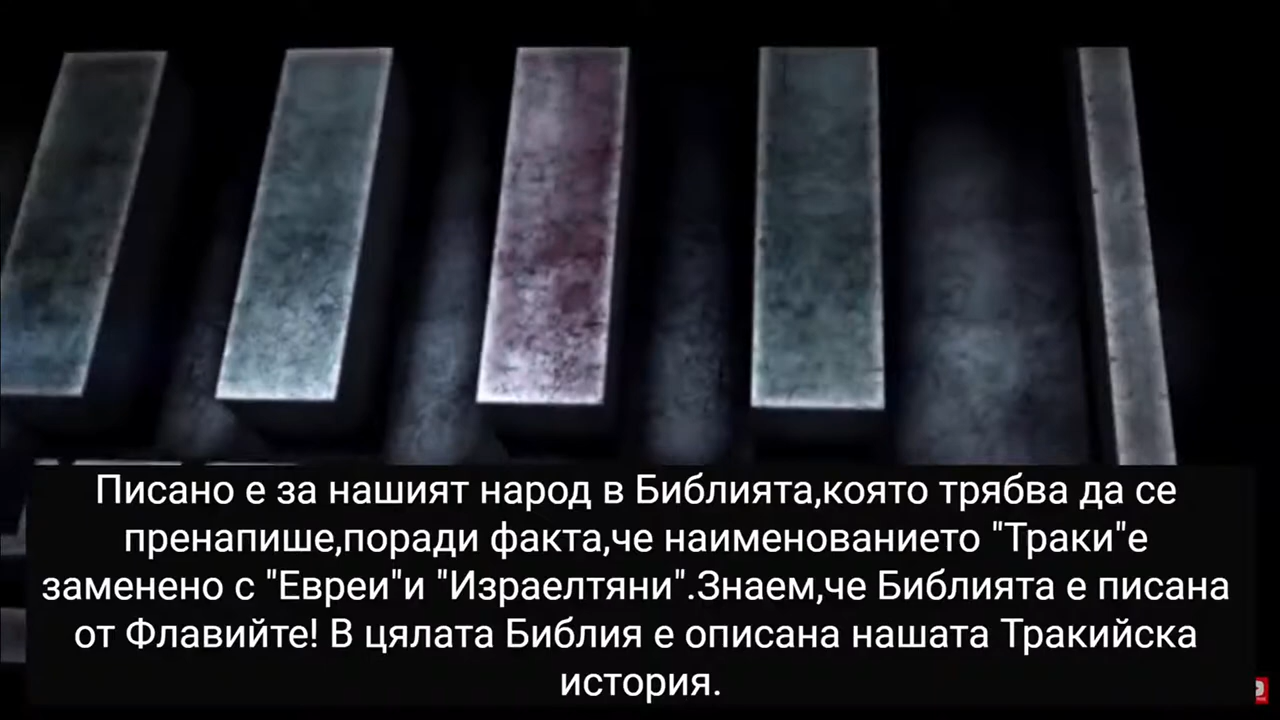 Писано е за нашият народ в Библията,която трябва да се
пренапише,поради факта,че наименованието "Траки"е
заменено с "Евреи"и "Израелтяни".Знаем,че Библията е писана
от Флавийте! В цялата Библия е описана нашата Тракийска
история.